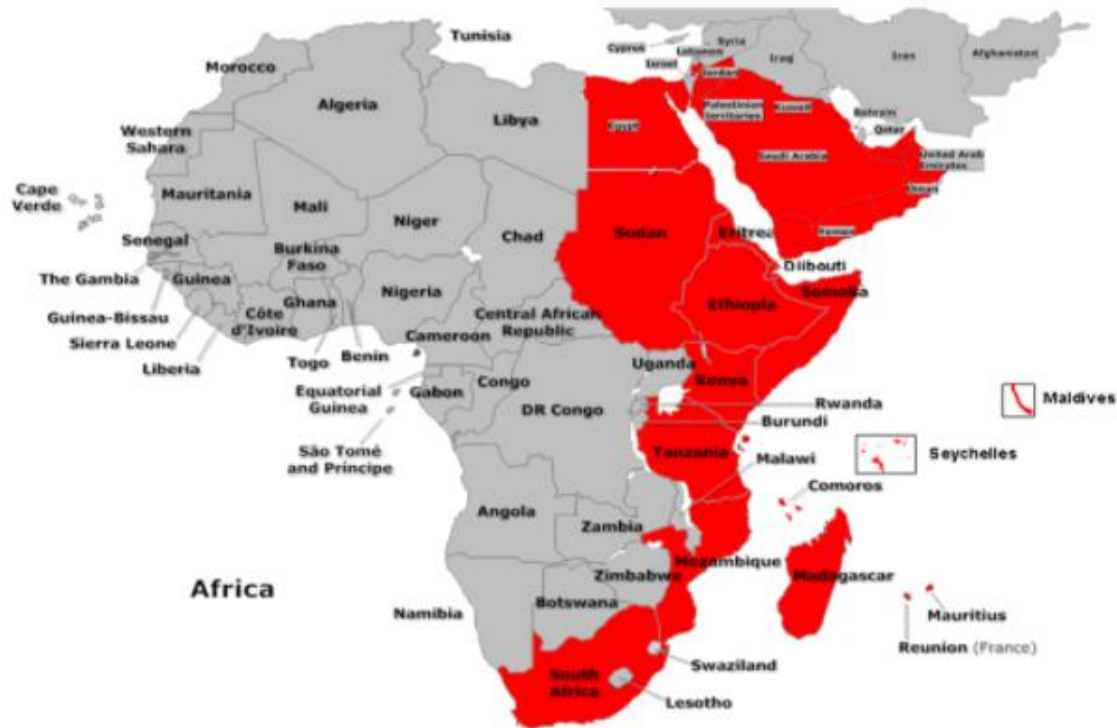 Tunisia
Morocco
Algeria
Libya
Egypt
Western
Sahara
Cape
Verde
Mauritania
Mali
Niger
Chad
Sudan
Eritrea
Senegal
The Gambia
Guinea-Bissau
Guinea
Sierra Leone
Liberia
Burkina
Faso
Côte
d'Ivoire
Ghana
Togo
Benin
Nigeria
Cameroon
Central African
Republic
Equatorial
Guinea
São Tomé
and Príncipe
Gabon
Congo
DR Congo
Uganda
Kenya
Ethiopia
Djibouti
Somalia
Rwanda
Burundi
Tanzania
Malawi
Angola
Zambia
Mozambique
Zimbabwe
Botswana
Namibia
South
Africa
Swaziland
Lesotho
Comoros
Madagascar
Mauritius
Reunion (France)
Seychelles
Maldives
Africa
Cyprus
Lebanon
Syria
Israel
Jordan
Palestinian
territories
Iraq
Iran
Afghanistan
Kuwait
Bahrain
Qatar
Saudi Arabia
United Arab
Emirates
Oman
Yemen